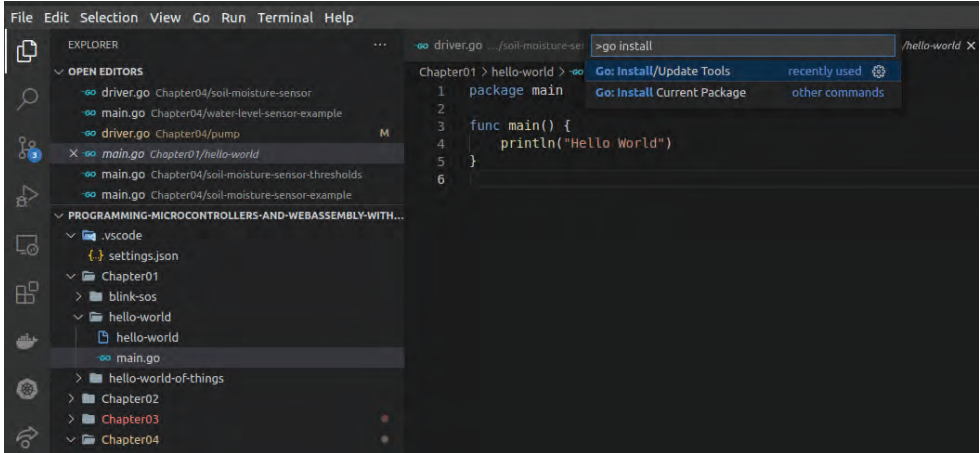 File Edit Selection View Go Run Terminal Help
EXPLORER ...
OPEN EDITORS
driver.go Chapter04/soil-moisture-sensor
main.go Chapter04/water-level-sensor-example
driver.go Chapter04/pump M
main.go Chapter01/hello-world
main.go Chapter04/soil-moisture-sensor-thresholds
main.go Chapter04/soil-moisture-sensor-example
PROGRAMMING-MICROCONTROLLERS-AND-WEBASSEMBLY-WITH...
.vscode
{..} settings.json
Chapter01
blink-sos
hello-world
hello-world
main.go
hello-world-of-things
Chapter02
Chapter03
Chapter04
3
driver.go .../soil-moisture-se
/hello-world
>go install
Go: Install/Update Tools recently used
Go: Install Current Package other commands
Chapter01 > hello-world >
1 package main
2
3 func main() {
4 println("Hello World")
5 }
6